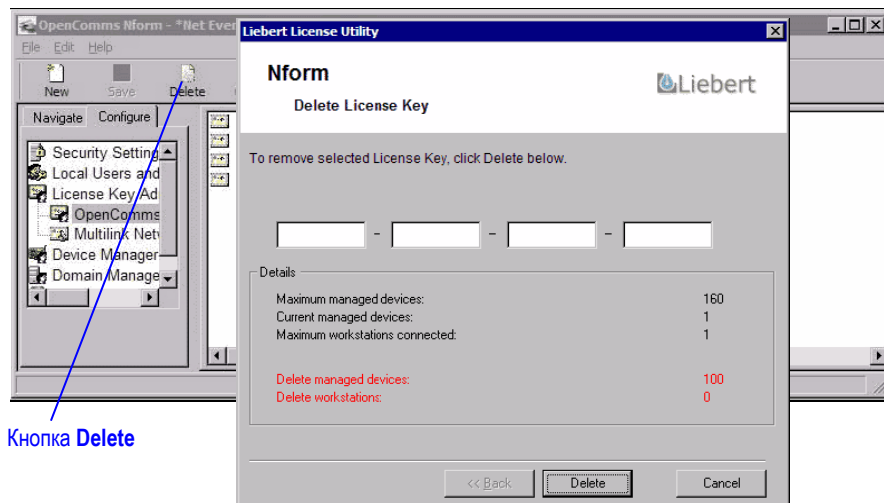 OpenComms Nform - *Net Ever
File Edit Help
New Save Delete
Navigate Configure
Security Setting
Local Users and
License Key Ad
OpenComms
Multilink Net
Device Manager
Domain Manage
Liebert License Utility
Nform
Liebert
Delete License Key
To remove selected License Key, click Delete below.
- - -
Details
Maximum managed devices: 160
Current managed devices: 1
Maximum workstations connected: 1
Delete managed devices: 100
Delete workstations: 0
<< Back Delete Cancel
Кнопка Delete